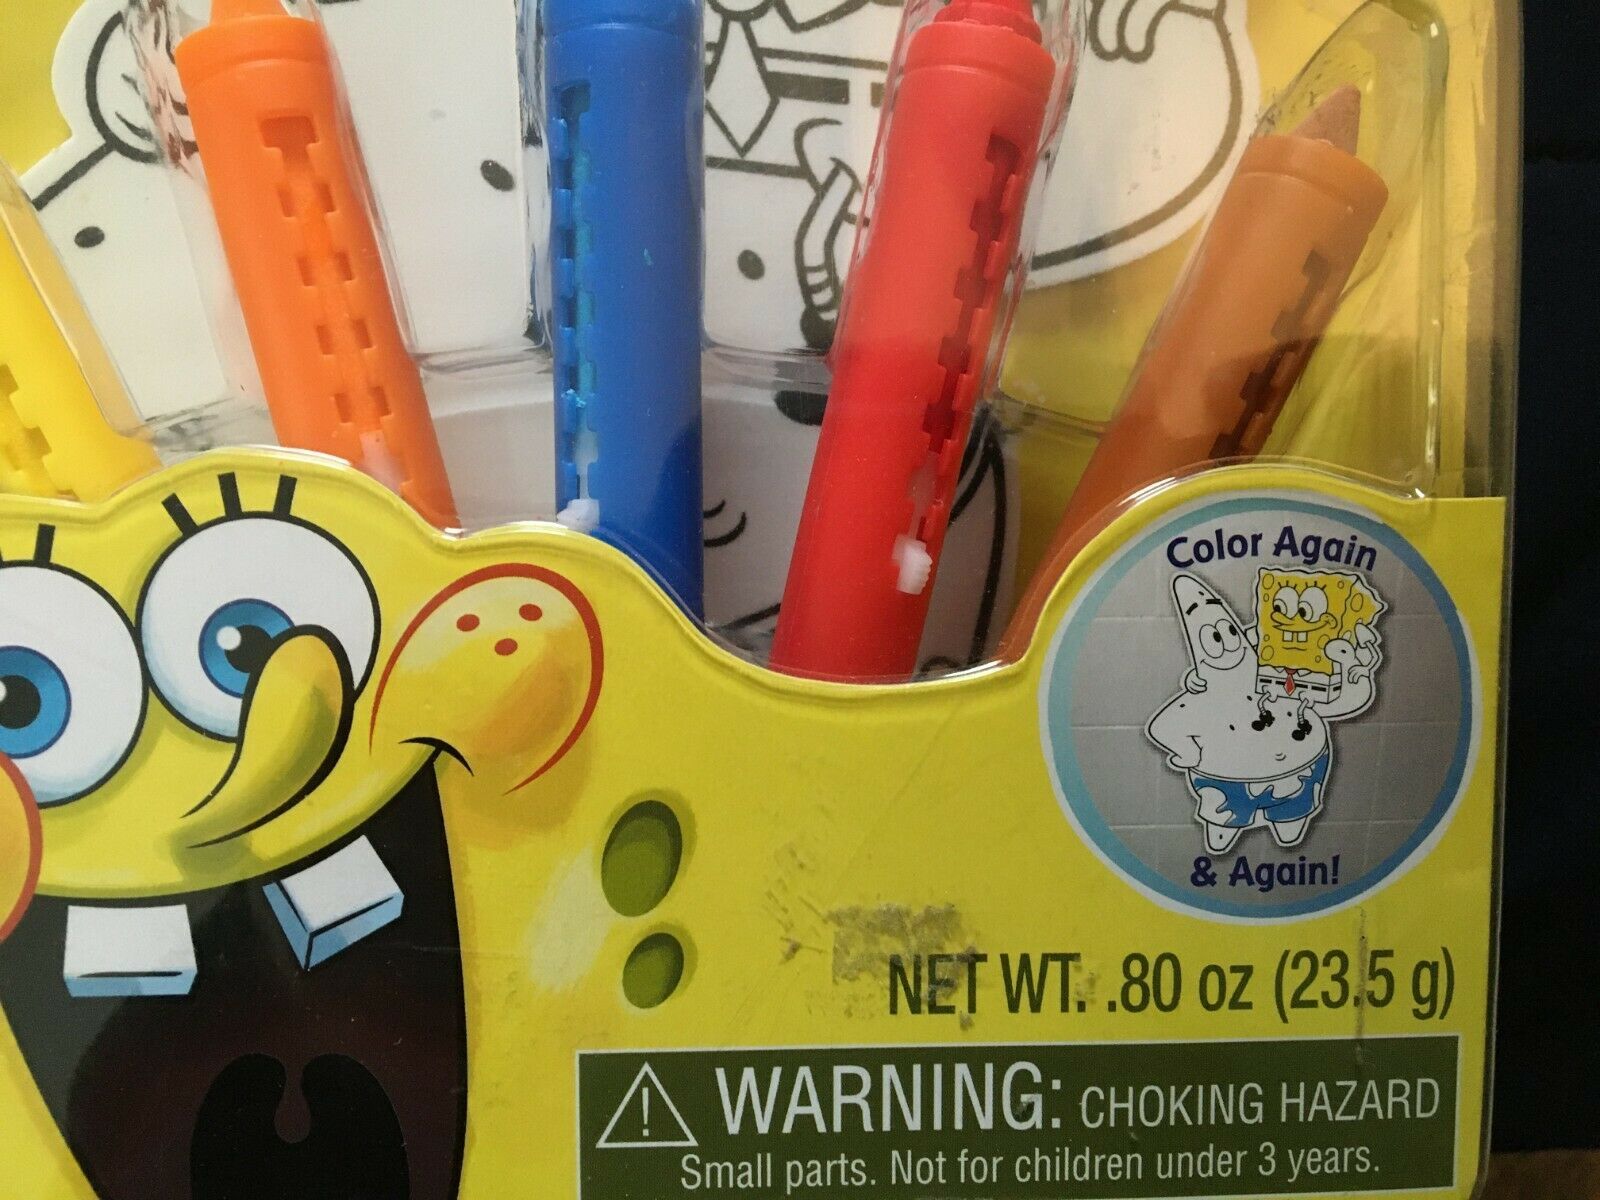 Color Again
& Again!
NET WT. .80 oz (23.5 g)
WARNING: CHOKING HAZARD
Small parts. Not for children under 3 years.